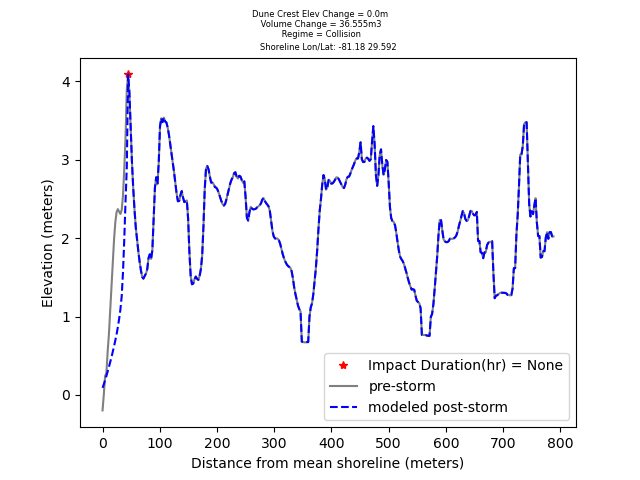 Dune Crest Elev Change = 0.0m
Volume Change = 36.555m3
Regime = Collision
Shoreline Lon/Lat: -81.18 29.592
4
3
2
1
0
Elevation (meters)
Impact Duration(hr) = None
pre-storm
modeled post-storm
0 100 200 300 400 500 600 700 800
Distance from mean shoreline (meters)